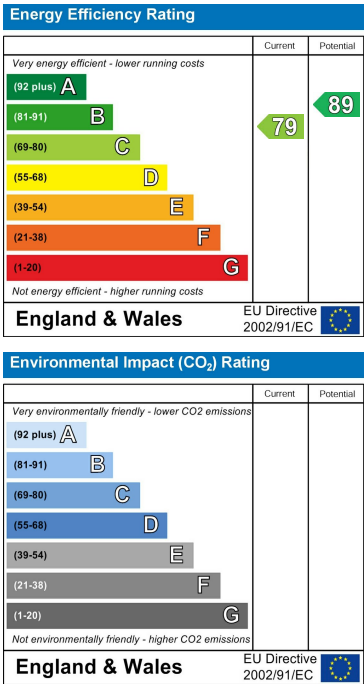 Energy Efficiency Rating
Current Potential
Very energy efficient - lower running costs
(92 plus) A
(81-91) B
(69-80) C
(55-68) D
(39-54) E
(21-38) F
(1-20) G
79
89
Not energy efficient - higher running costs
England & Wales
EU Directive
2002/91/EC
Environmental Impact (CO₂) Rating
Current Potential
Very environmentally friendly - lower CO2 emissions
(92 plus) A
(81-91) B
(69-80) C
(55-68) D
(39-54) E
(21-38) F
(1-20) G
Not environmentally friendly - higher CO2 emissions
England & Wales
EU Directive
2002/91/EC